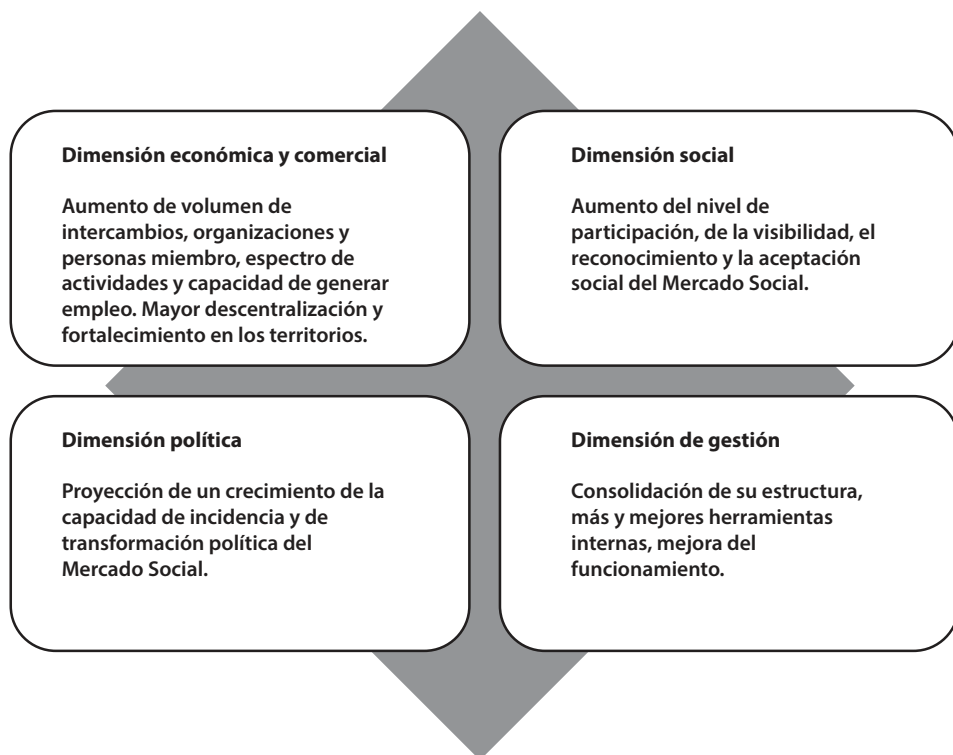 Dimensión económica y comercial
Aumento de volumen de
intercambios, organizaciones y
personas miembro, espectro de
actividades y capacidad de generar
empleo. Mayor descentralización y
fortalecimiento en los territorios.
Dimensión social
Aumento del nivel de
participación, de la visibilidad, el
reconocimiento y la aceptación
social del Mercado Social.
Dimensión política
Proyección de un crecimiento de la
capacidad de incidencia y de
transformación política del
Mercado Social.
Dimensión de gestión
Consolidación de su estructura,
más y mejores herramientas
internas, mejora del
funcionamiento.